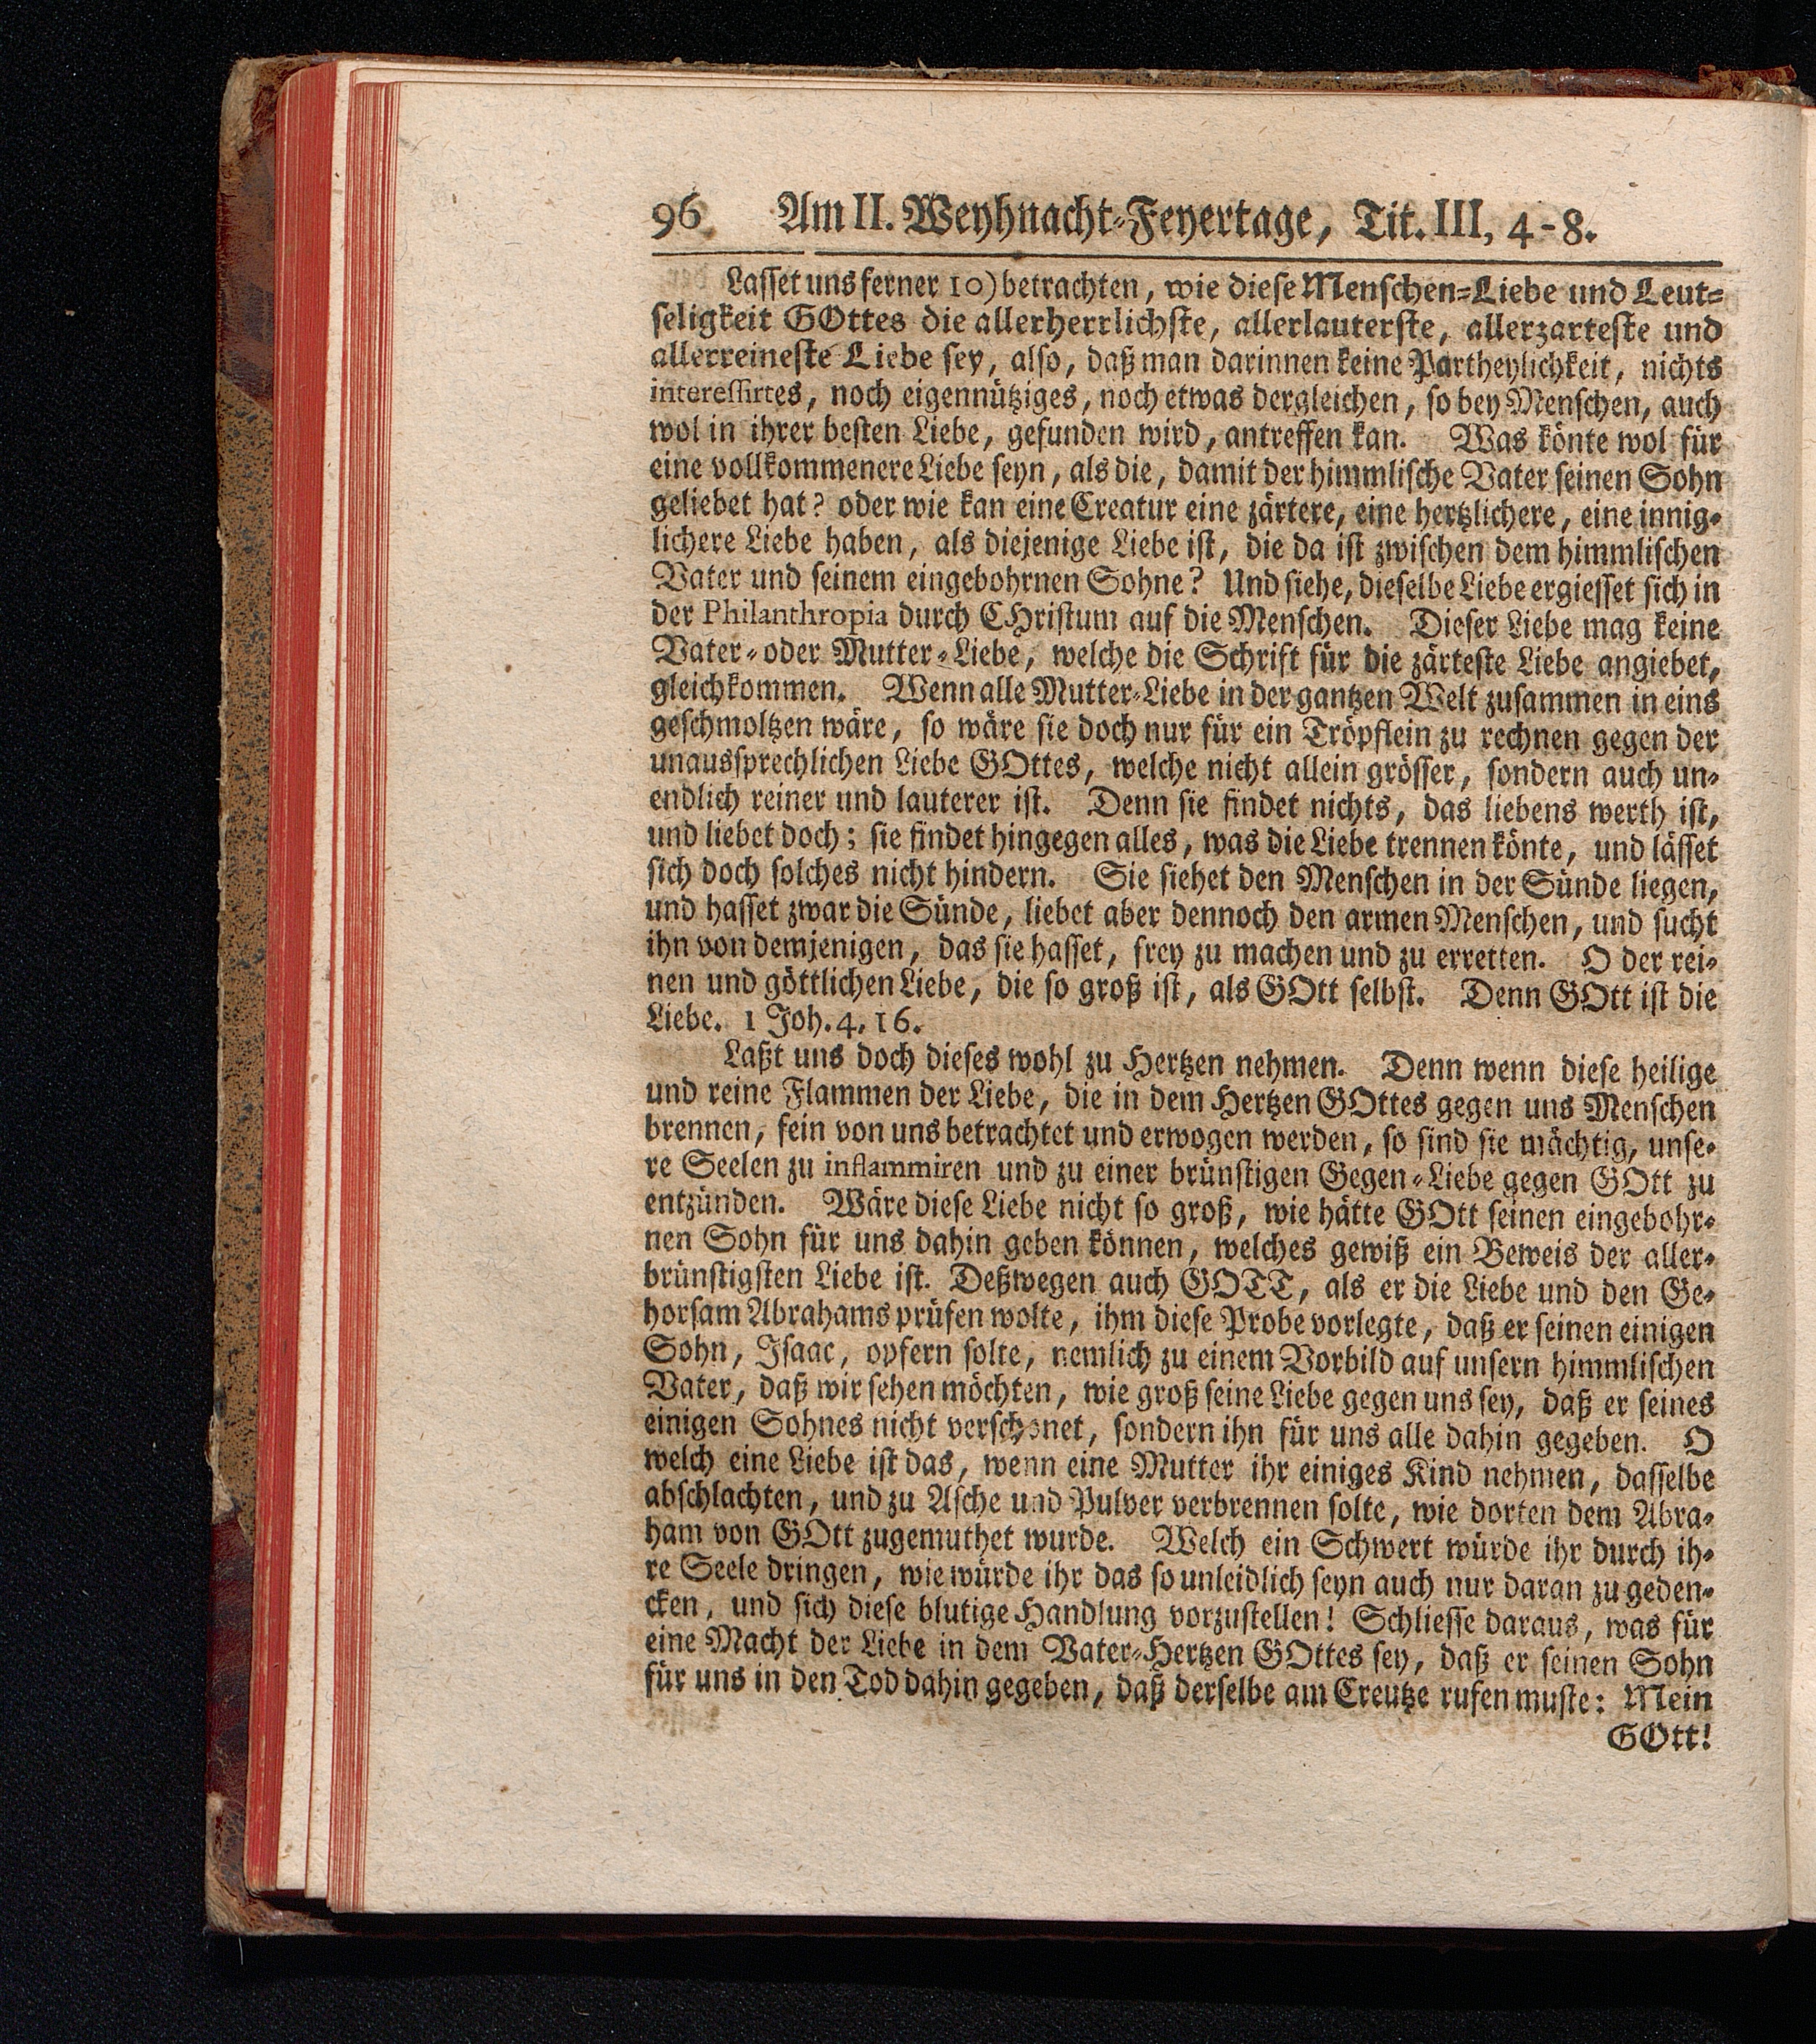 96 Am II. Weyhnacht-Feyertage, Tit. III, 4-8.
Lasset uns ferner 10) betrachten, wie diese Menschen-Liebe und Leut-
seligkeit GOttes die allerherrlichste, allerlauterste, allerzarteste und
allerreineste Liebe sey, also, daß man darinnen keine Partheylichkeit, nichts
interessirtes, noch eigennütziges, noch etwas dergleichen, so bey Menschen, auch
wol in ihrer besten Liebe, gefunden wird, antreffen kan. Was könte wol für
eine vollkommenere Liebe seyn, als die, damit der himmlische Vater seinen Sohn
geliebet hat? oder wie kan eine Creatur eine zärtere, eine hertzlichere, eine innig-
lichere Liebe haben, als diejenige Liebe ist, die da ist zwischen dem himmlischen
Vater und seinem eingebohrnen Sohne? Und siehe, dieselbe Liebe ergiesset sich in
der Philanthropia durch CHristum auf die Menschen. Dieser Liebe mag keine
Vater- oder Mutter-Liebe, welche die Schrift für die zärteste Liebe angiebet,
gleichkommen. Wenn alle Mutter-Liebe in der gantzen Welt zusammen in eins
geschmoltzen wäre, so wäre sie doch nur für ein Tröpflein zu rechnen gegen der
unaussprechlichen Liebe GOttes, welche nicht allein grösser, sondern auch un-
endlich reiner und lauterer ist. Denn sie findet nichts, das liebens werth ist,
und liebet doch; sie findet hingegen alles, was die Liebe trennen könte, und lässet
sich doch solches nicht hindern. Sie siehet den Menschen in der Sünde liegen,
und hasset zwar die Sünde, liebet aber dennoch den armen Menschen, und sucht
ihn von demjenigen, das sie hasset, frey zu machen und zu erretten. O der rei-
nen und göttlichen Liebe, die so groß ist, als GOtt selbst. Denn GOtt ist die
Liebe. 1 Joh. 4, 16.
Laßt uns doch dieses wohl zu Hertzen nehmen. Denn wenn diese heilige
und reine Flammen der Liebe, die in dem Hertzen GOttes gegen uns Menschen
brennen, fein von uns betrachtet und erwogen werden, so sind sie mächtig, unse-
re Seelen zu inflammiren und zu einer brünstigen Gegen-Liebe gegen GOtt zu
entzünden. Wäre diese Liebe nicht so groß, wie hätte GOtt seinen eingebohr-
nen Sohn für uns dahin geben können, welches gewiß ein Beweis der aller-
brünstigsten Liebe ist. Deßwegen auch GOTT, als er die Liebe und den Ge-
horsam Abrahams prüfen wolte, ihm diese Probe vorlegte, daß er seinen einigen
Sohn, Isaac, opfern solte, nemlich zu einem Vorbild auf unsern himmlischen
Vater, daß wir sehen möchten, wie groß seine Liebe gegen uns sey, daß er seines
einigen Sohnes nicht verschonet, sondern ihn für uns alle dahin gegeben. O
welch eine Liebe ist das, wenn eine Mutter ihr einiges Kind nehmen, dasselbe
abschlachten, und zu Asche und Pulver verbrennen solte, wie dorten dem Abra-
ham von GOtt zugemuthet wurde. Welch ein Schwert würde ihr durch ih-
re Seele dringen, wie würde ihr das so unleidlich seyn auch nur daran zu geden-
cken, und sich diese blutige Handlung vorzustellen! Schliesse daraus, was für
eine Macht der Liebe in dem Vater-Hertzen GOttes sey, daß er seinen Sohn
für uns in den Tod dahin gegeben, daß derselbe am Creutze rufen muste: Mein
GOtt!